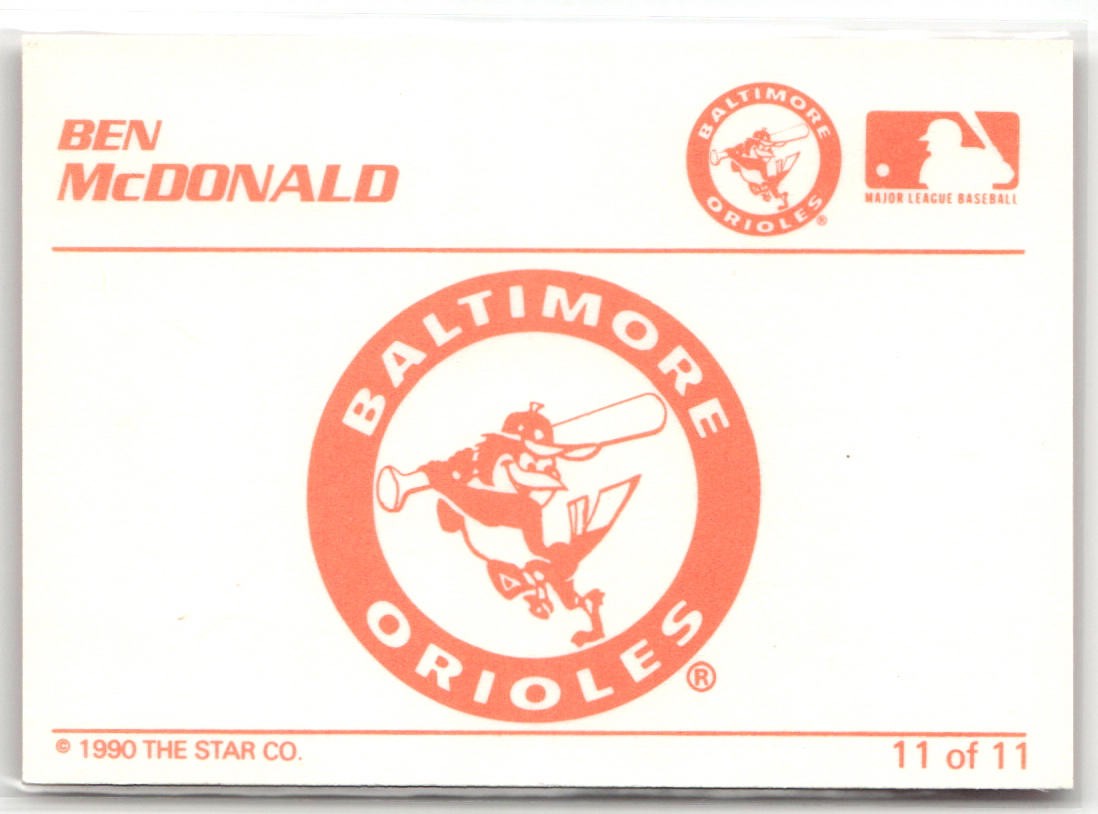 BEN
McDONALD
BALTIMORE
ORIOLES
®
MAJOR LEAGUE BASEBALL
BALTIMORE
ORIOLES
®
© 1990 THE STAR CO.
11 of 11